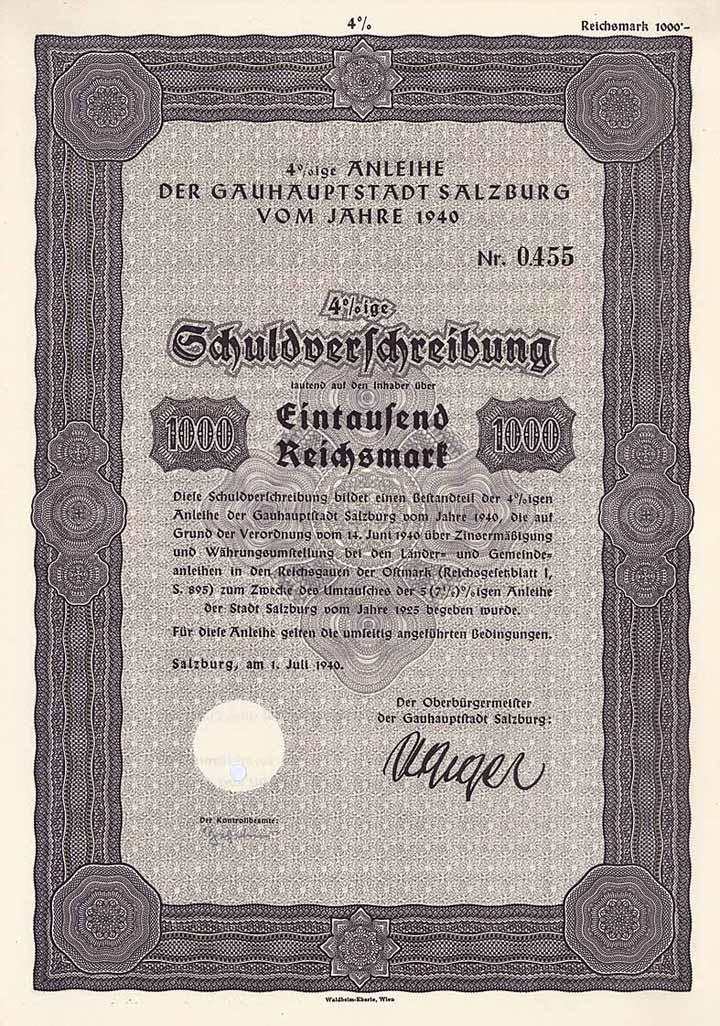 4%
Reichsmark 1000'-
4%ige ANLEIHE
DER GAUHAUPTSTADT SALZBURG
VOM JAHRE 1940
Nr. 0455
4%ige
Schuldverschreibung
lautend auf den Inhaber über
1000
Eintausend
Reichsmark
1000
Diese Schuldverschreibung bildet einen Bestandteil der 4%igen
Anleihe der Gauhauptstadt Salzburg vom Jahre 1940, die auf
Grund der Verordnung vom 14. Juni 1940 über Zinsermäßigung
und Währungsumstellung bei den Länder- und Gemeinde-
anleihen in den Reichsgauen der Ostmark (Reichsgesetzblatt I,
S. 895) zum Zwecke des Umtausches der 5 (7½)%igen Anleihe
der Stadt Salzburg vom Jahre 1925 begeben wurde.
Für diese Anleihe gelten die umseitig angeführten Bedingungen.
Salzburg, am 1. Juli 1940.
Der Oberbürgermeister
der Gauhauptstadt Salzburg:
Der Kontrollbeamte:
Waldheim-Eberle, Wien